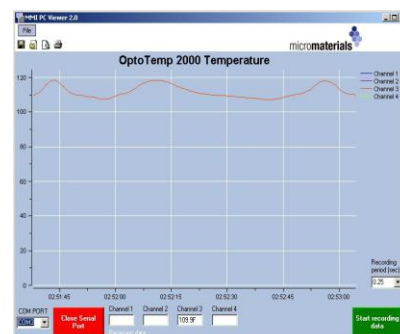 MMI PC Viewer 2.0
File
micromaterials
OptoTemp 2000 Temperature
Channel 1
Channel 2
Channel 3
Channel 4
120
100
80
60
40
20
0
02:51:45
02:52:00
02:52:15
02:52:30
02:52:45
02:53:00
Recording
period (sec)
0.25
COM PORT
Close Serial
Port
Channel 1
Channel 2
Channel 3
Channel 4
109.9F
Received data
Start recording
data